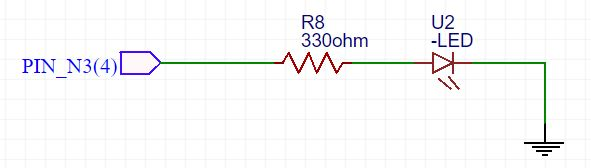 R8
330ohm
U2
-LED
PIN_N3(4)